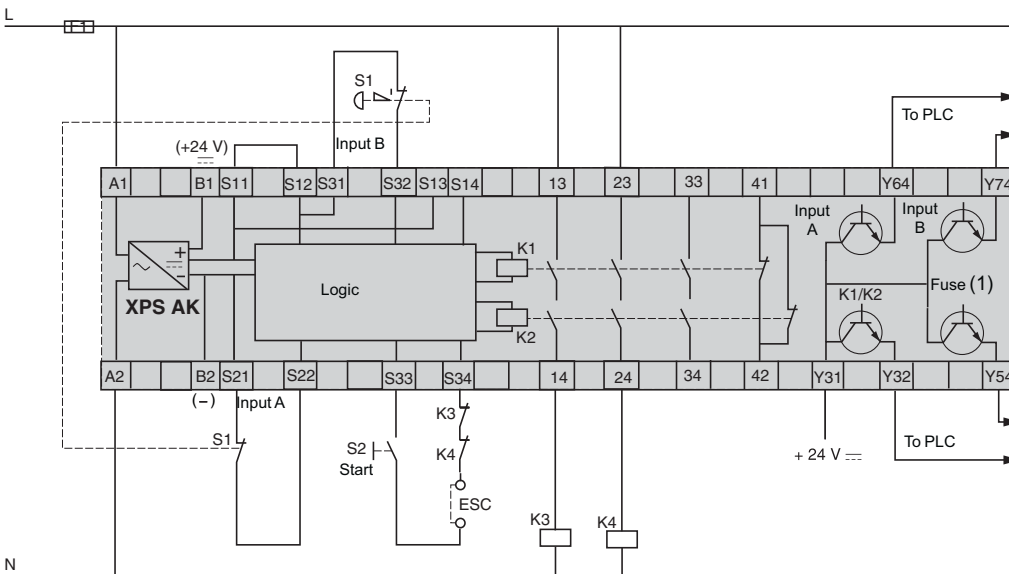 L
F1
S1
To PLC
(+24 V)
Input B
A1 B1 S11 S12 S31 S32 S13 S14 13 23 33 41 Y64 Y74
Input A
Input B
K1
Logic
XPS AK
K2
K1/K2
Fuse (1)
A2 B2 S21 S22 S33 S34 14 24 34 42 Y31 Y32 Y54
(–) Input A
K3
S1
S2
Start
K4
ESC
+ 24 V
To PLC
K3
K4
N